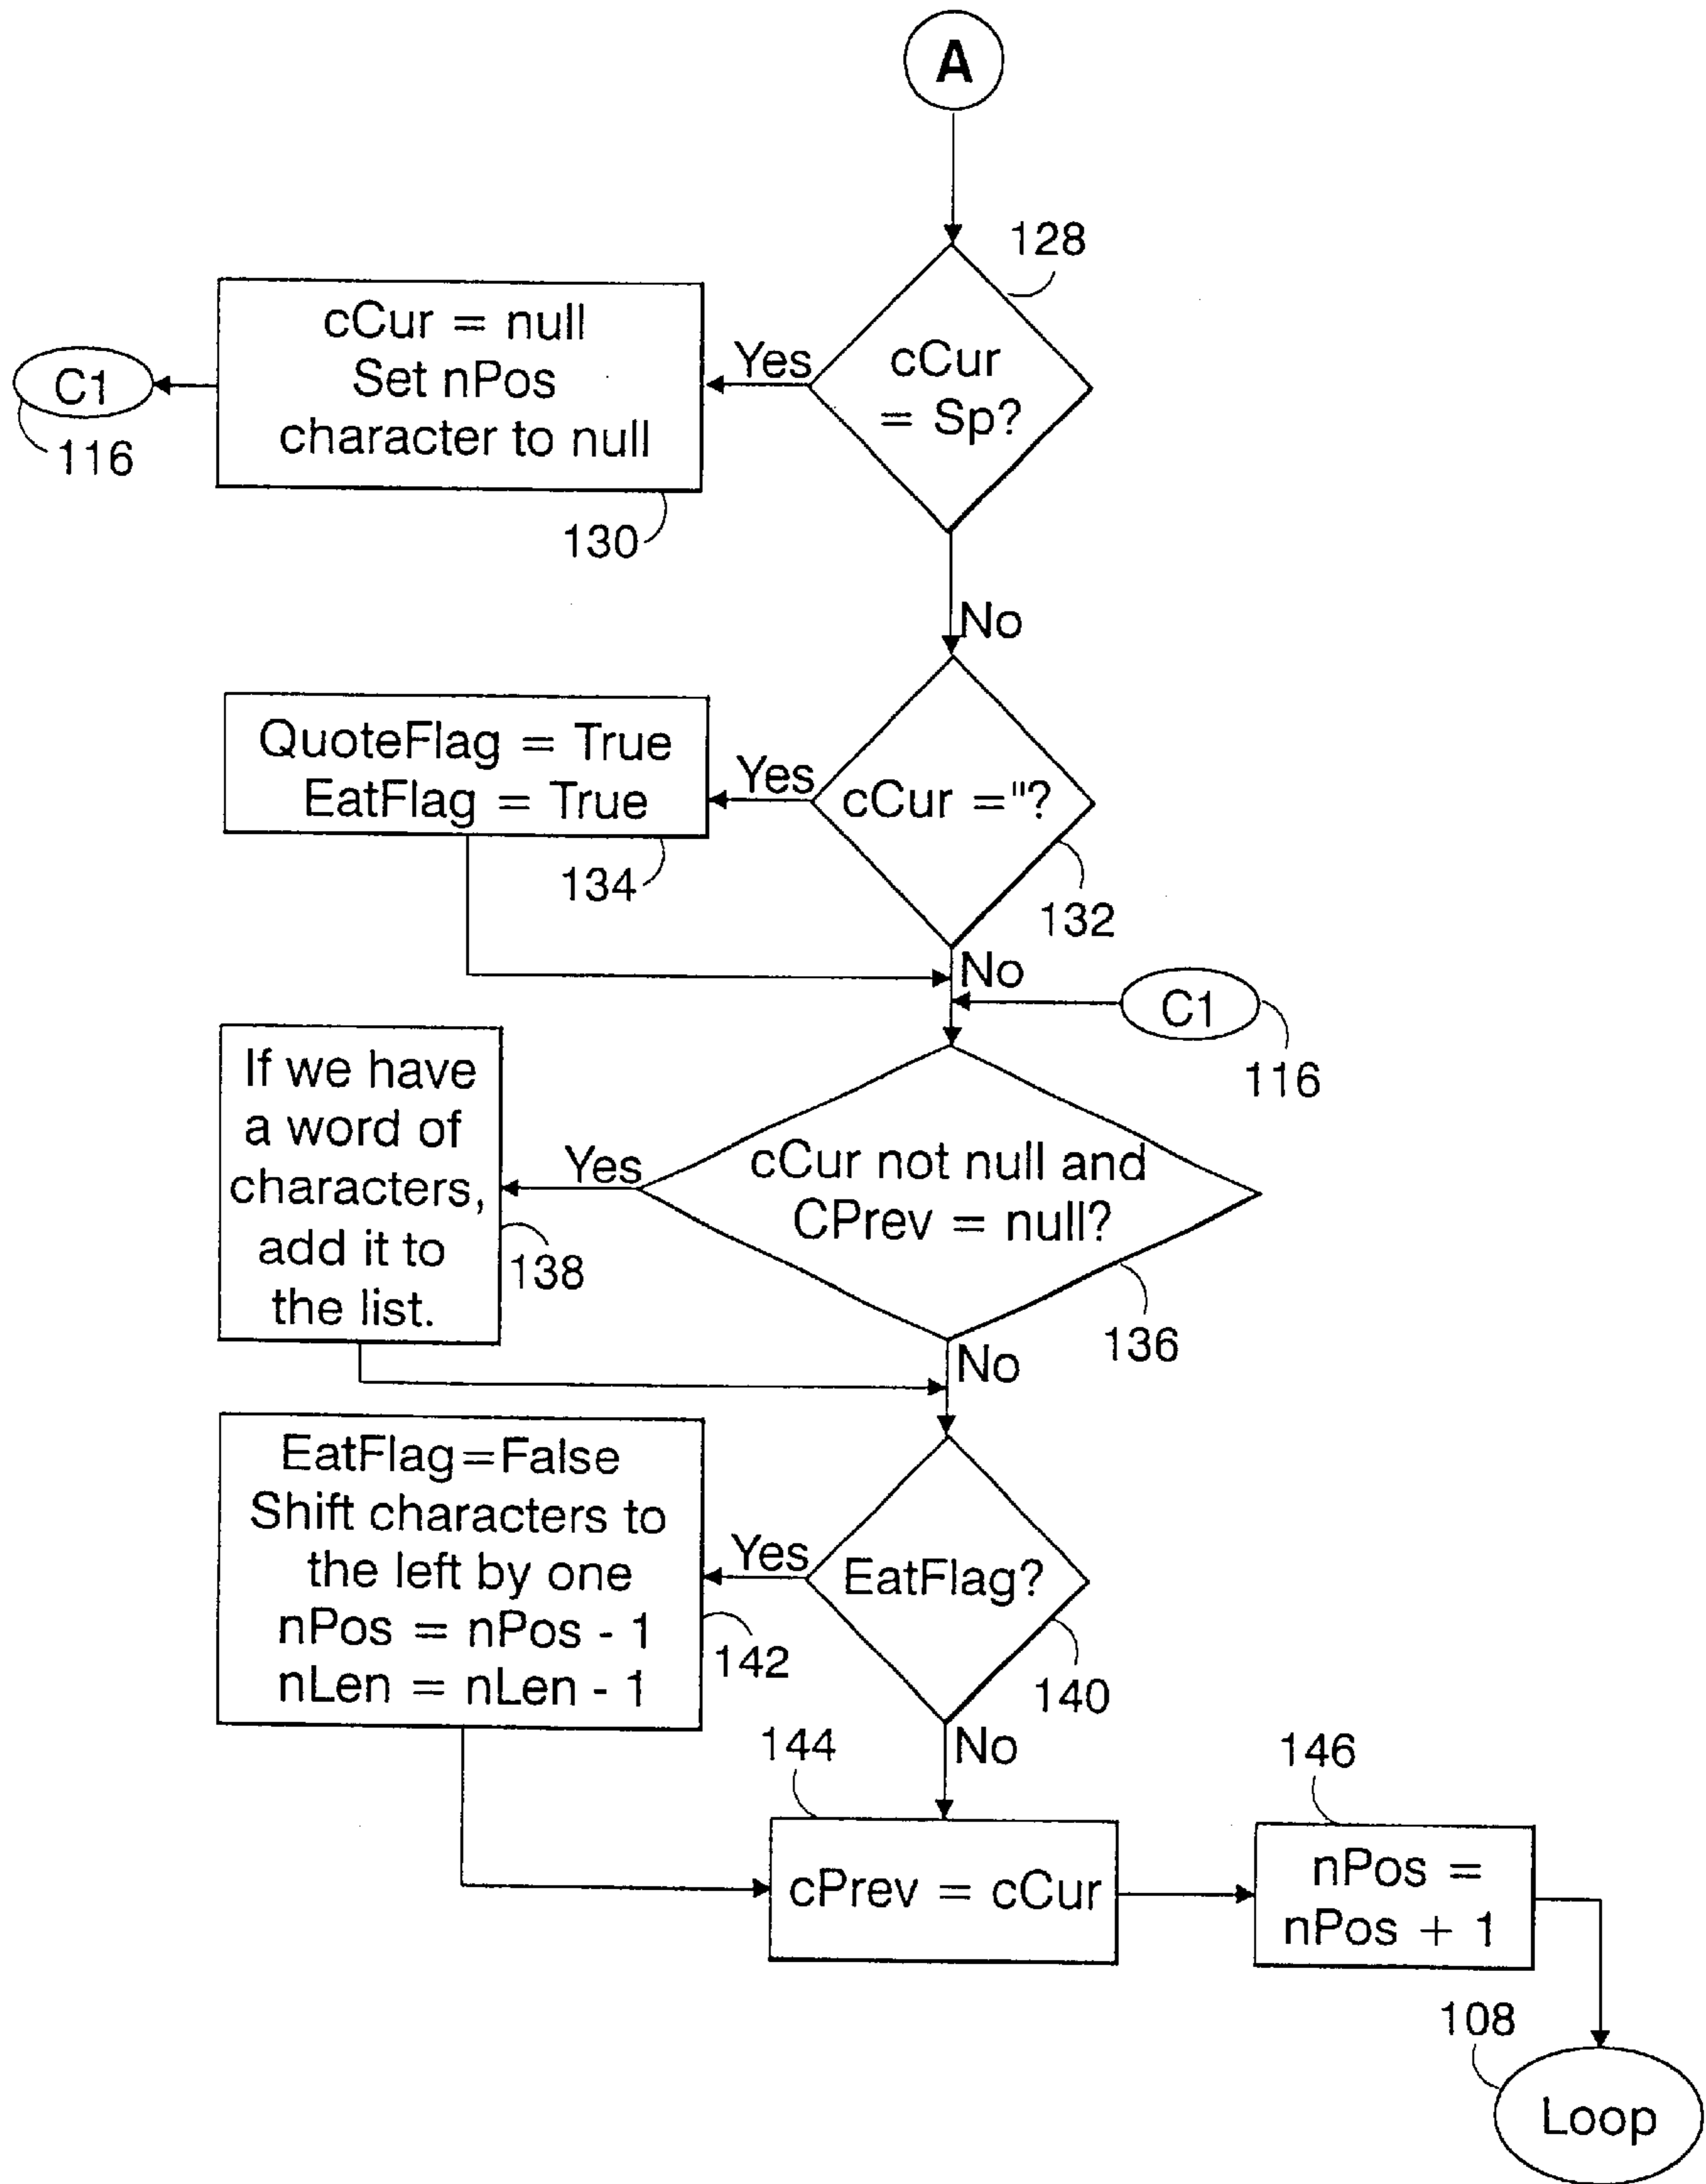 A
128
cCur = null
Set nPos
character to null
Yes
cCur
= Sp?
C1
116
130
No
QuoteFlag = True
EatFlag = True
Yes
cCur ="?
134
132
No
C1
116
If we have
a word of
characters,
add it to
the list.
138
Yes
cCur not null and
CPrev = null?
136
No
EatFlag=False
Shift characters to
the left by one
nPos = nPos - 1
nLen = nLen - 1
142
Yes
EatFlag?
140
No
144
cPrev = cCur
146
nPos =
nPos + 1
108
Loop